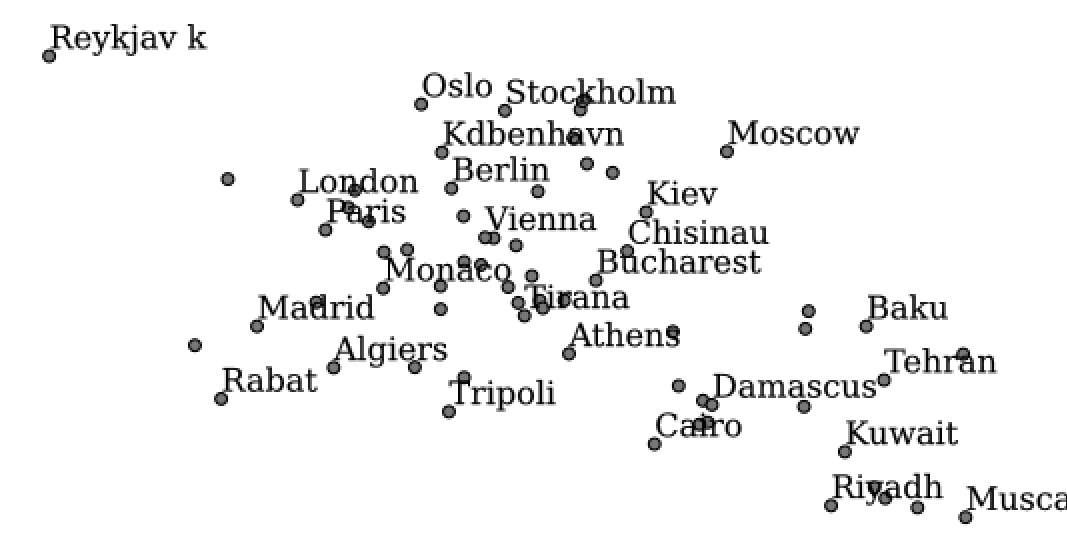 Reykjav k
Oslo
Stockholm
Kdbenhavn
Moscow
Berlin
London
Kiev
Paris
Vienna
Chisinau
Monaco
Bucharest
Tirana
Madrid
Baku
Athens
Algiers
Tehran
Rabat
Tripoli
Damascus
Cairo
Kuwait
Riyadh
Musca